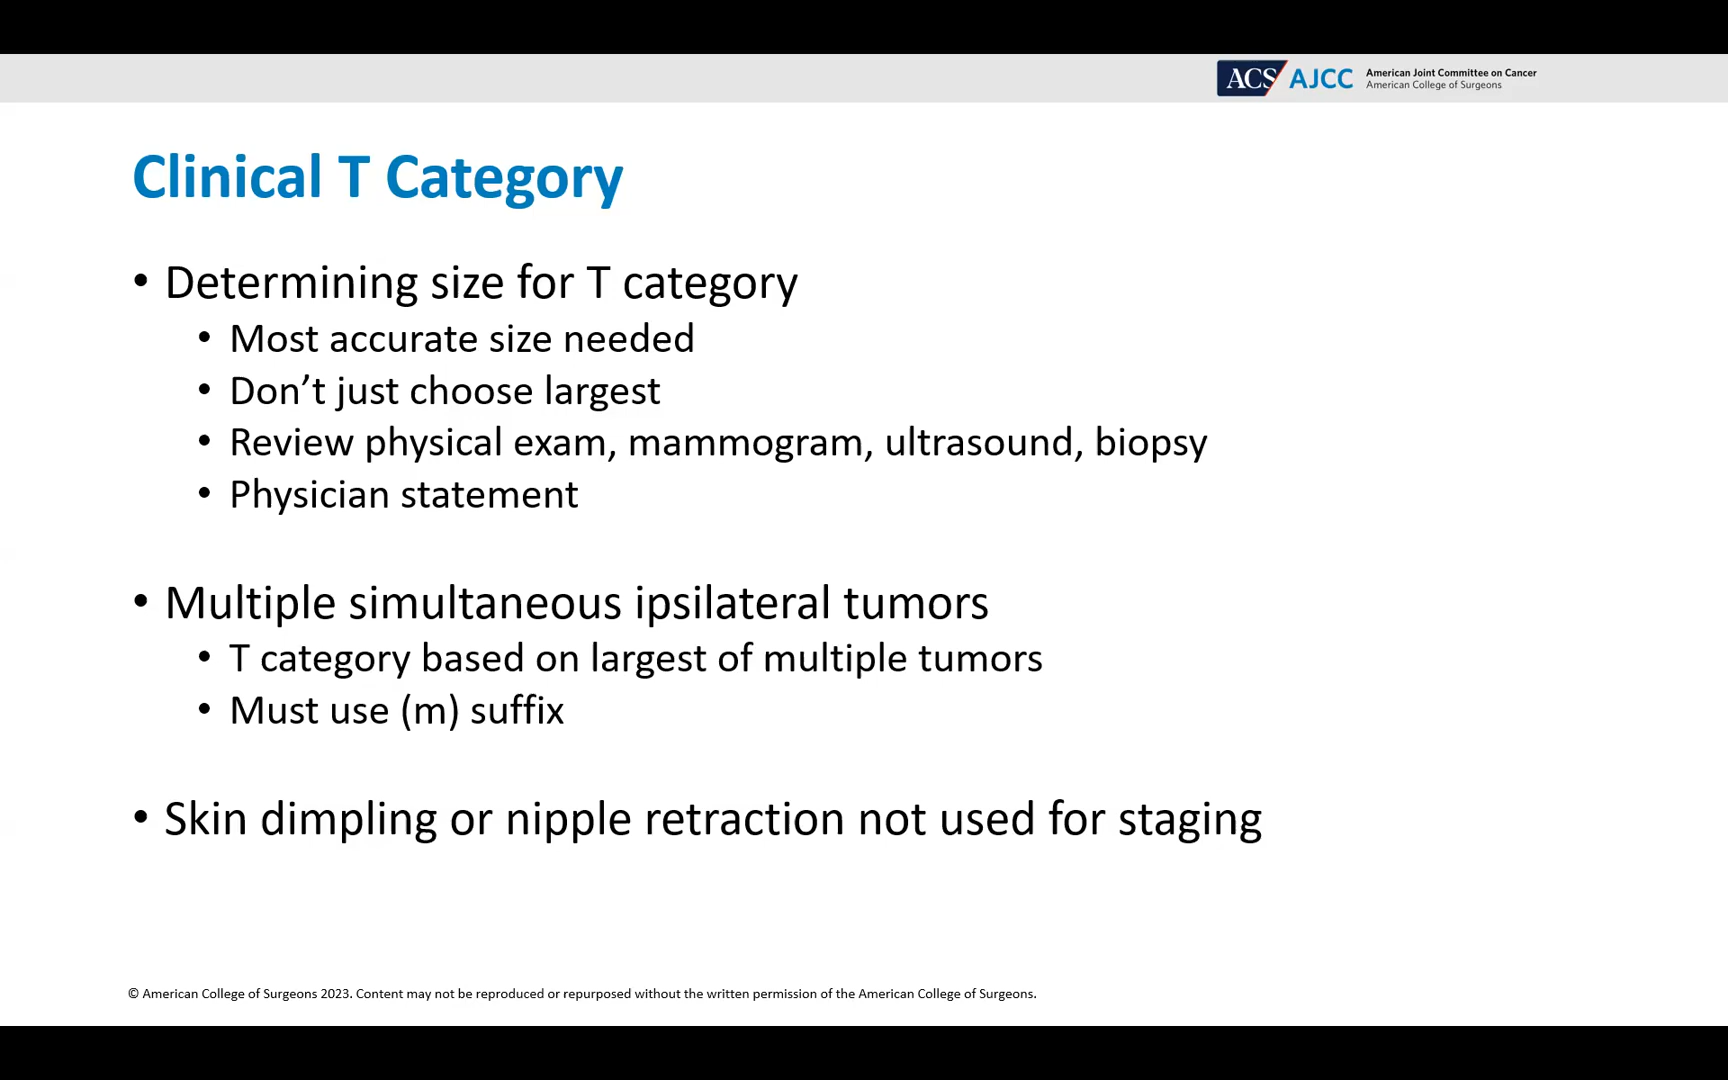 ACS AJCC American Joint Committee on Cancer
American College of Surgeons
Clinical T Category
• Determining size for T category
• Most accurate size needed
• Don’t just choose largest
• Review physical exam, mammogram, ultrasound, biopsy
• Physician statement
• Multiple simultaneous ipsilateral tumors
• T category based on largest of multiple tumors
• Must use (m) suffix
• Skin dimpling or nipple retraction not used for staging
© American College of Surgeons 2023. Content may not be reproduced or repurposed without the written permission of the American College of Surgeons.